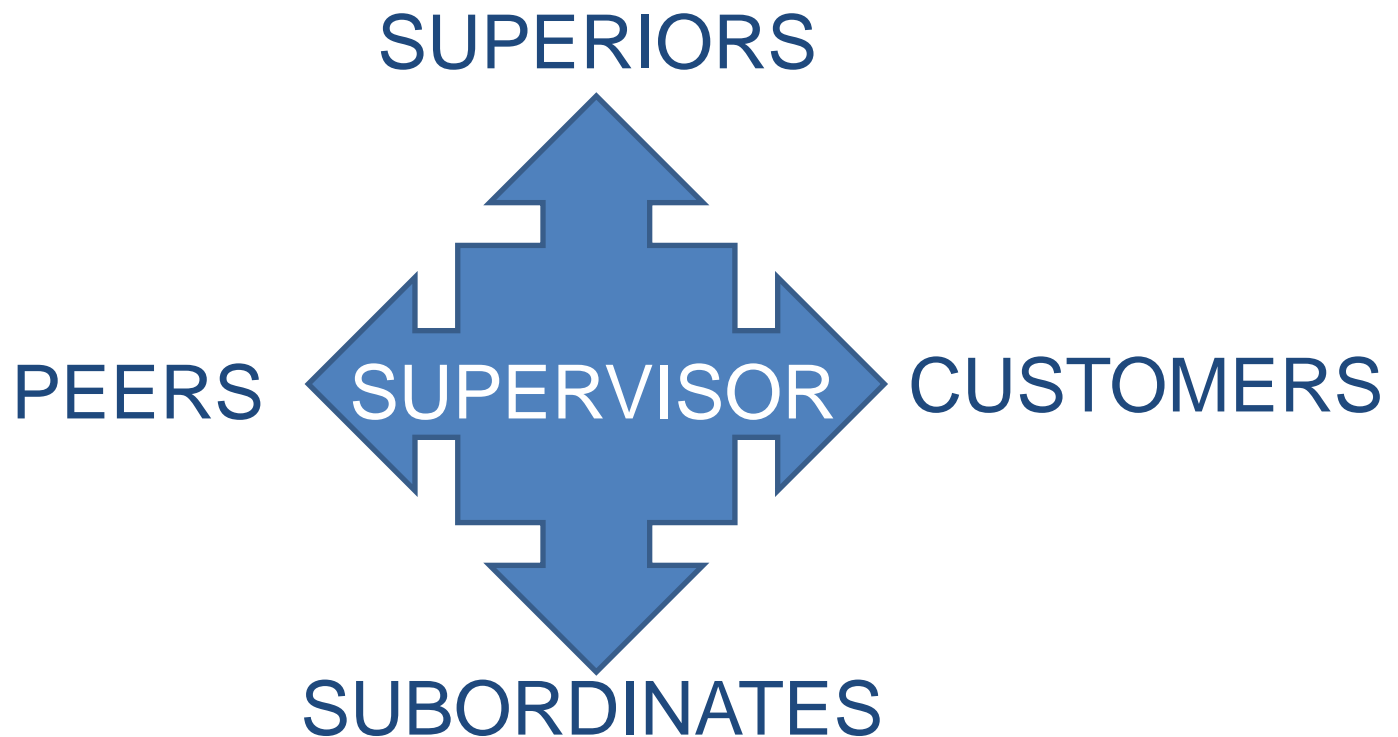 SUPERIORS
PEERS
SUPERVISOR
CUSTOMERS
SUBORDINATES